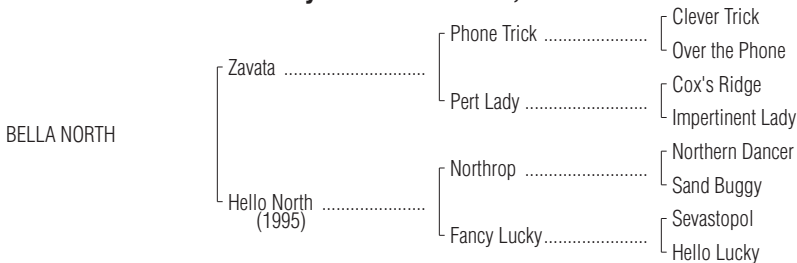 Clever Trick
Phone Trick ......................
Over the Phone
Zavata ..............................
Cox's Ridge
Pert Lady ..........................
Impertinent Lady
BELLA NORTH
Northern Dancer
Northrop ..........................
Sand Buggy
Hello North ......................
(1995)
Sevastopol
Fancy Lucky......................
Hello Lucky